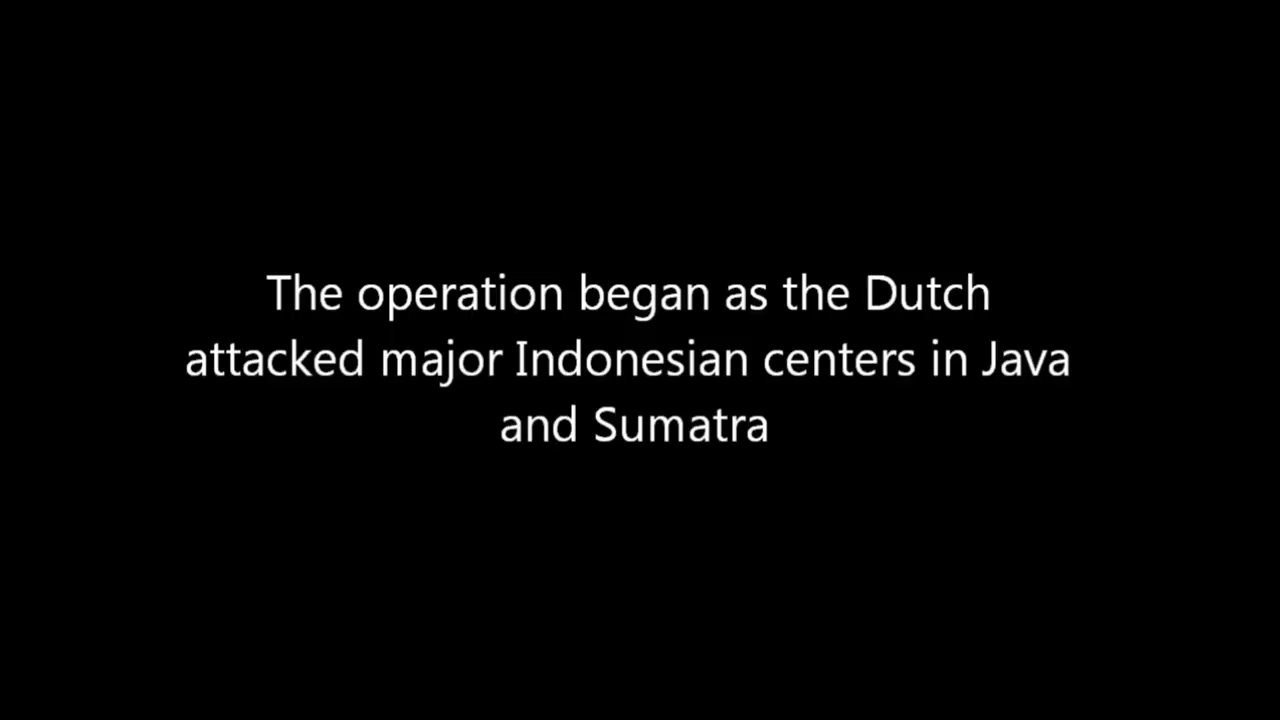 The operation began as the Dutch
attacked major Indonesian centers in Java
and Sumatra